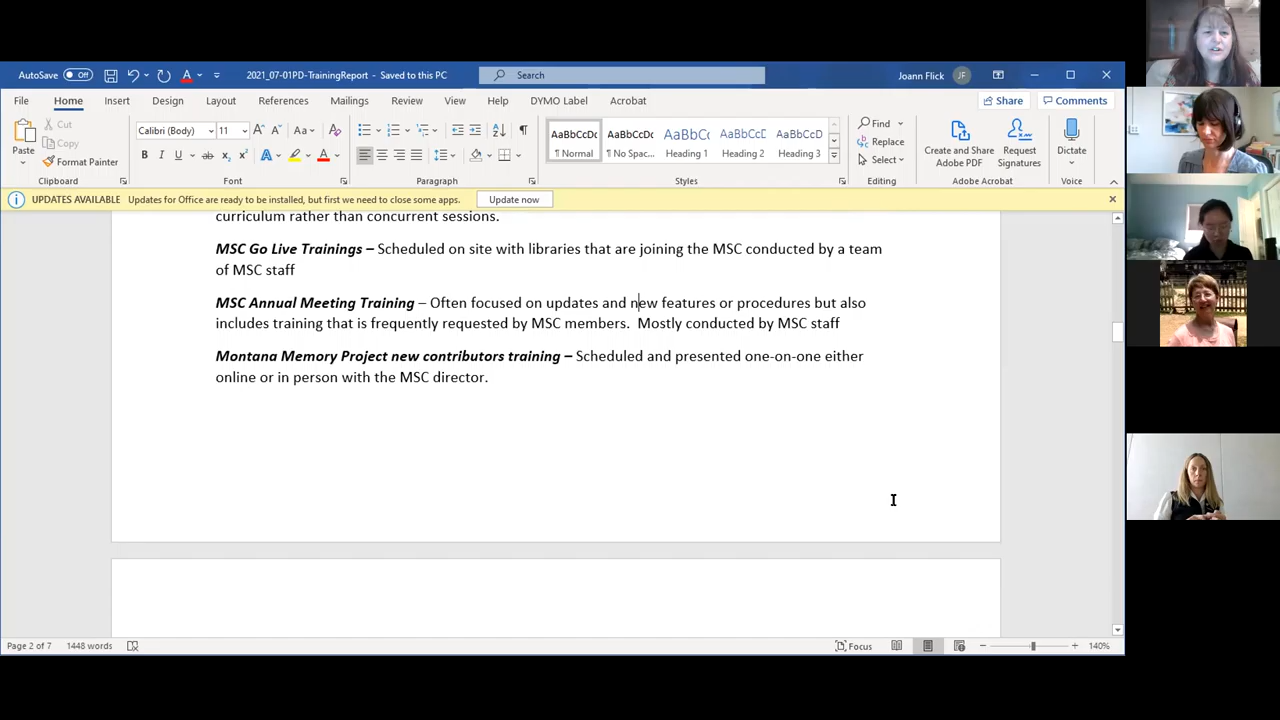 AutoSave Off 2021_07-01PD-TrainingReport - Saved to this PC Search Joann Flick JF
File Home Insert Design Layout References Mailings Review View Help DYMO Label Acrobat Share Comments
Paste Cut Copy Format Painter
Clipboard
Calibri (Body) 11 Aa
B I U ab x₂ x² A A
Font
Paragraph
AaBbCcDc AaBbCcDc AaBbCc AaBbCcD AaBbCcD
¶ Normal ¶ No Spac... Heading 1 Heading 2 Heading 3
Styles
Find
Replace
Select
Editing
Create and Share Adobe PDF
Request Signatures
Adobe Acrobat
Dictate
Voice
UPDATES AVAILABLE Updates for Office are ready to be installed, but first we need to close some apps. Update now
curriculum rather than concurrent sessions.
MSC Go Live Trainings – Scheduled on site with libraries that are joining the MSC conducted by a team
of MSC staff
MSC Annual Meeting Training – Often focused on updates and new features or procedures but also
includes training that is frequently requested by MSC members. Mostly conducted by MSC staff
Montana Memory Project new contributors training – Scheduled and presented one-on-one either
online or in person with the MSC director.
Page 2 of 7 1448 words Focus 140%